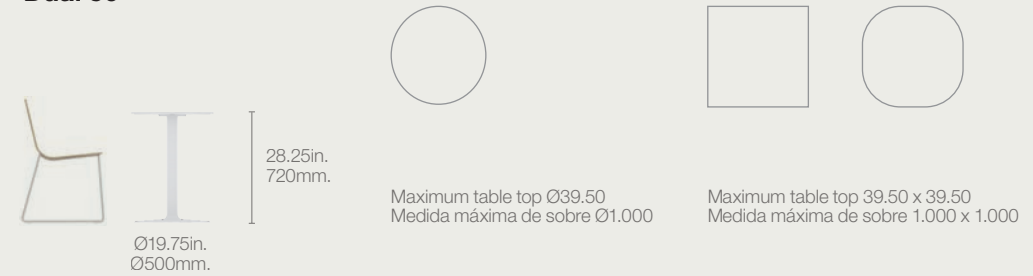 28.25in.
720mm.
Ø19.75in.
Ø500mm.
Maximum table top Ø39.50
Medida máxima de sobre Ø1.000
Maximum table top 39.50 x 39.50
Medida máxima de sobre 1.000 x 1.000